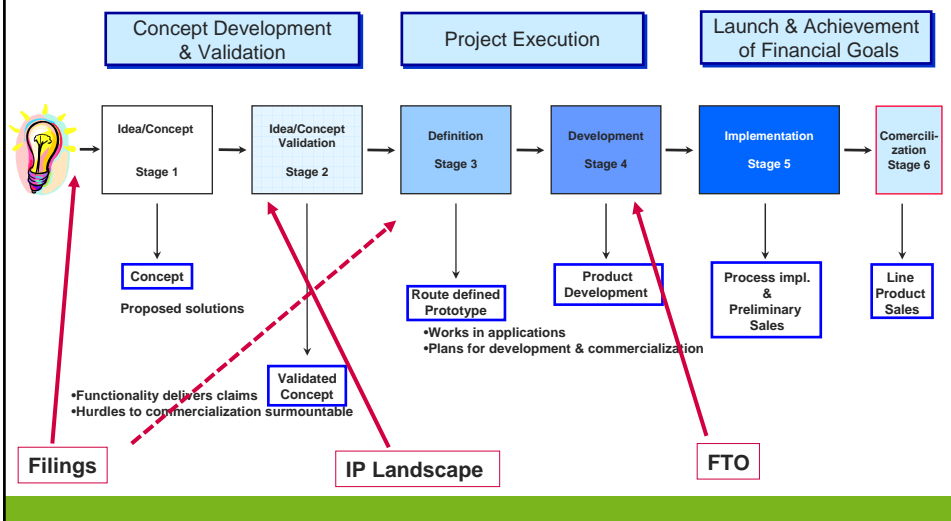 Concept Development
& Validation
Project Execution
Launch & Achievement
of Financial Goals
Idea/Concept
Stage 1
Idea/Concept
Validation
Stage 2
Definition
Stage 3
Development
Stage 4
Implementation
Stage 5
Comercili-
zation
Stage 6
Concept
Proposed solutions
Validated
Concept
•Functionality delivers claims
•Hurdles to commercialization surmountable
Route defined
Prototype
•Works in applications
•Plans for development & commercialization
Product
Development
Process impl.
&
Preliminary
Sales
Line
Product
Sales
Filings
IP Landscape
FTO